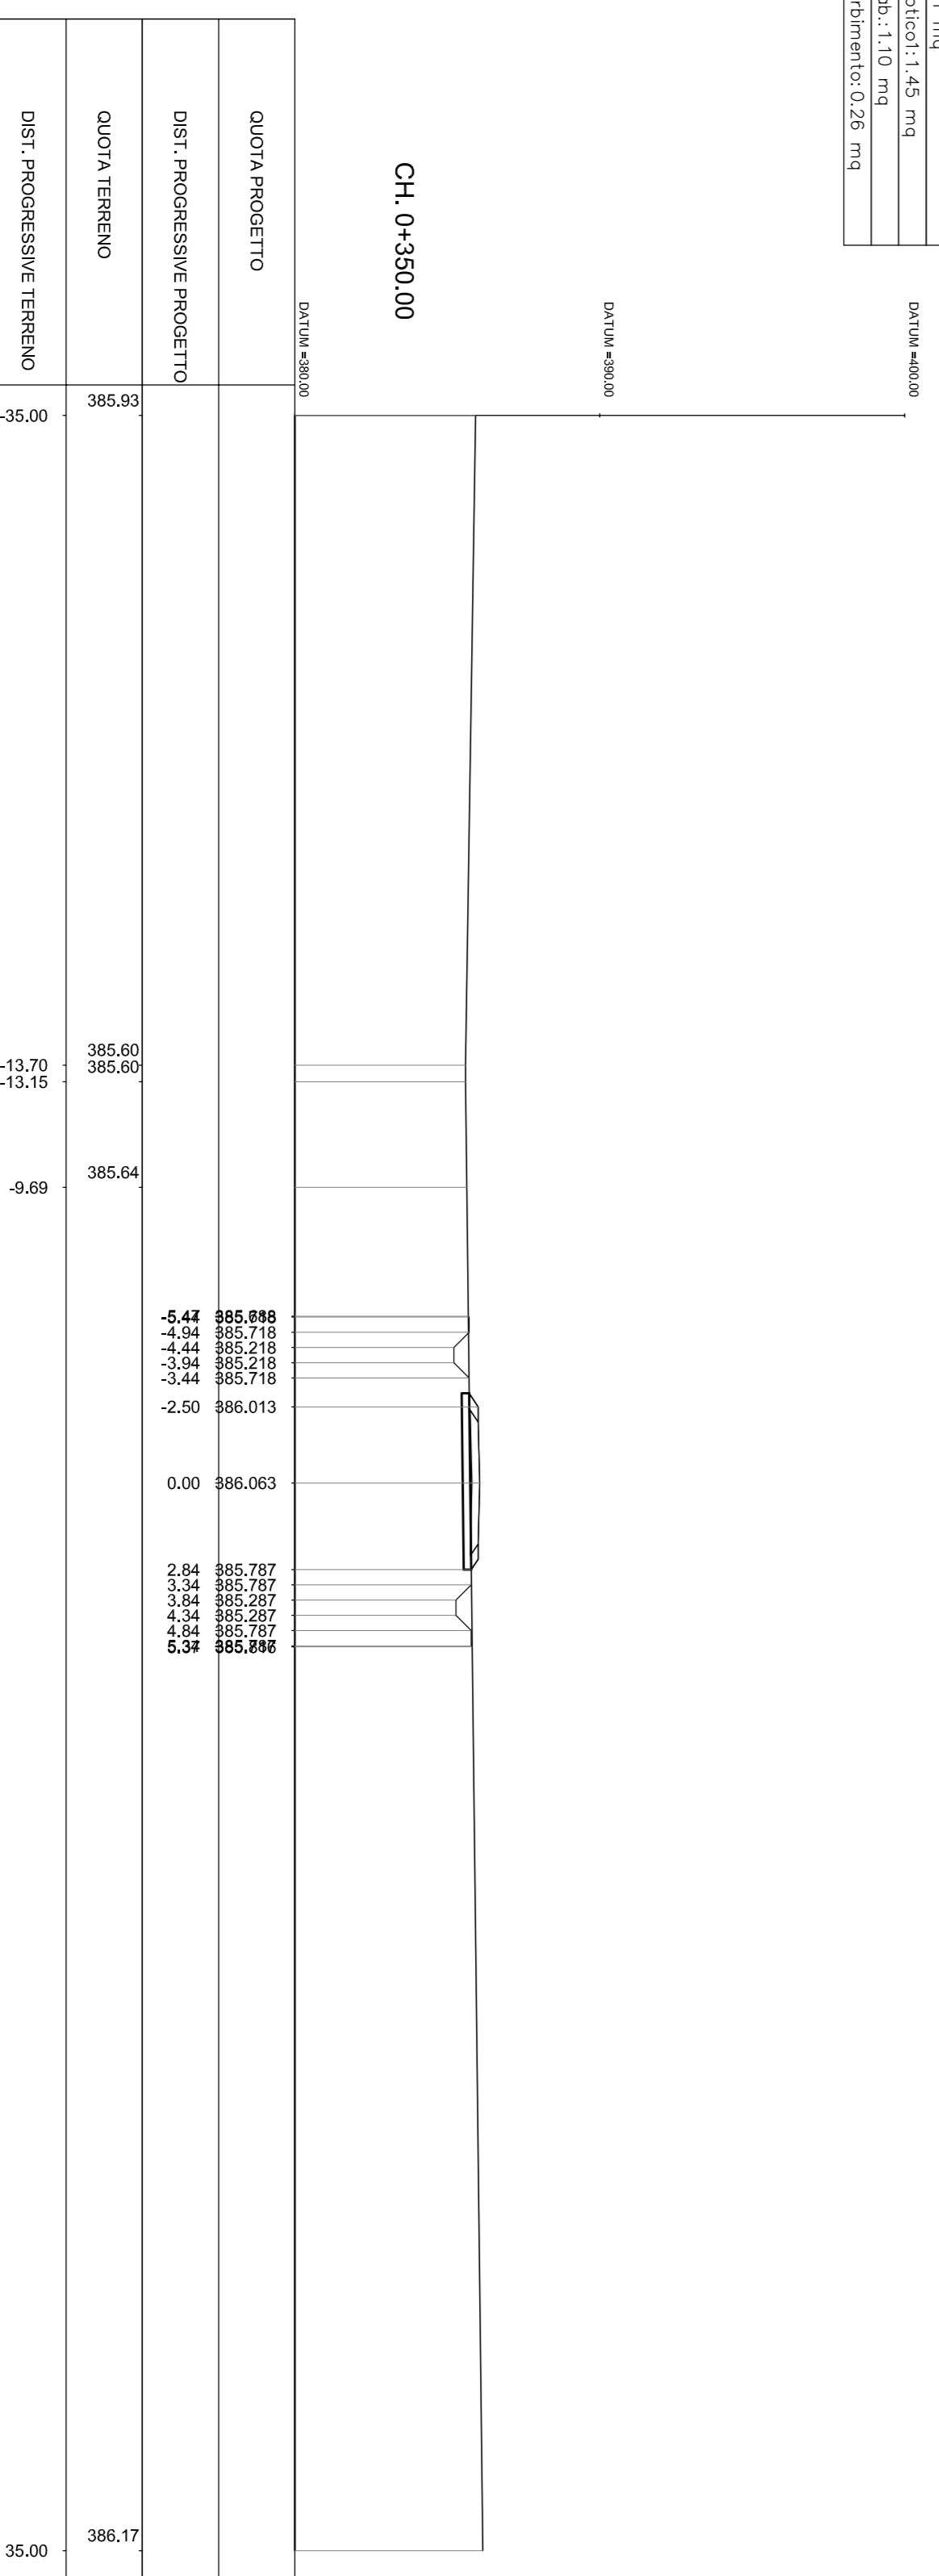 mq
1.45 mq
ab.: 1.10 mq
rbimento: 0.26 mq
DATUM =400.00
DATUM =390.00
DATUM =380.00
CH. 0+350.00
QUOTA PROGETTO
DIST. PROGRESSIVE PROGETTO
QUOTA TERRENO
DIST. PROGRESSIVE TERRENO
385.93
-35.00
385.60
-13.70
385.60
-13.15
385.64
-9.69
-4.94 385.718
-4.44 385.218
-3.94 385.218
-3.44 385.718
-2.50 386.013
0.00 386.063
2.84 385.787
3.34 385.787
3.84 385.287
4.34 385.287
4.84 385.787
386.17
35.00